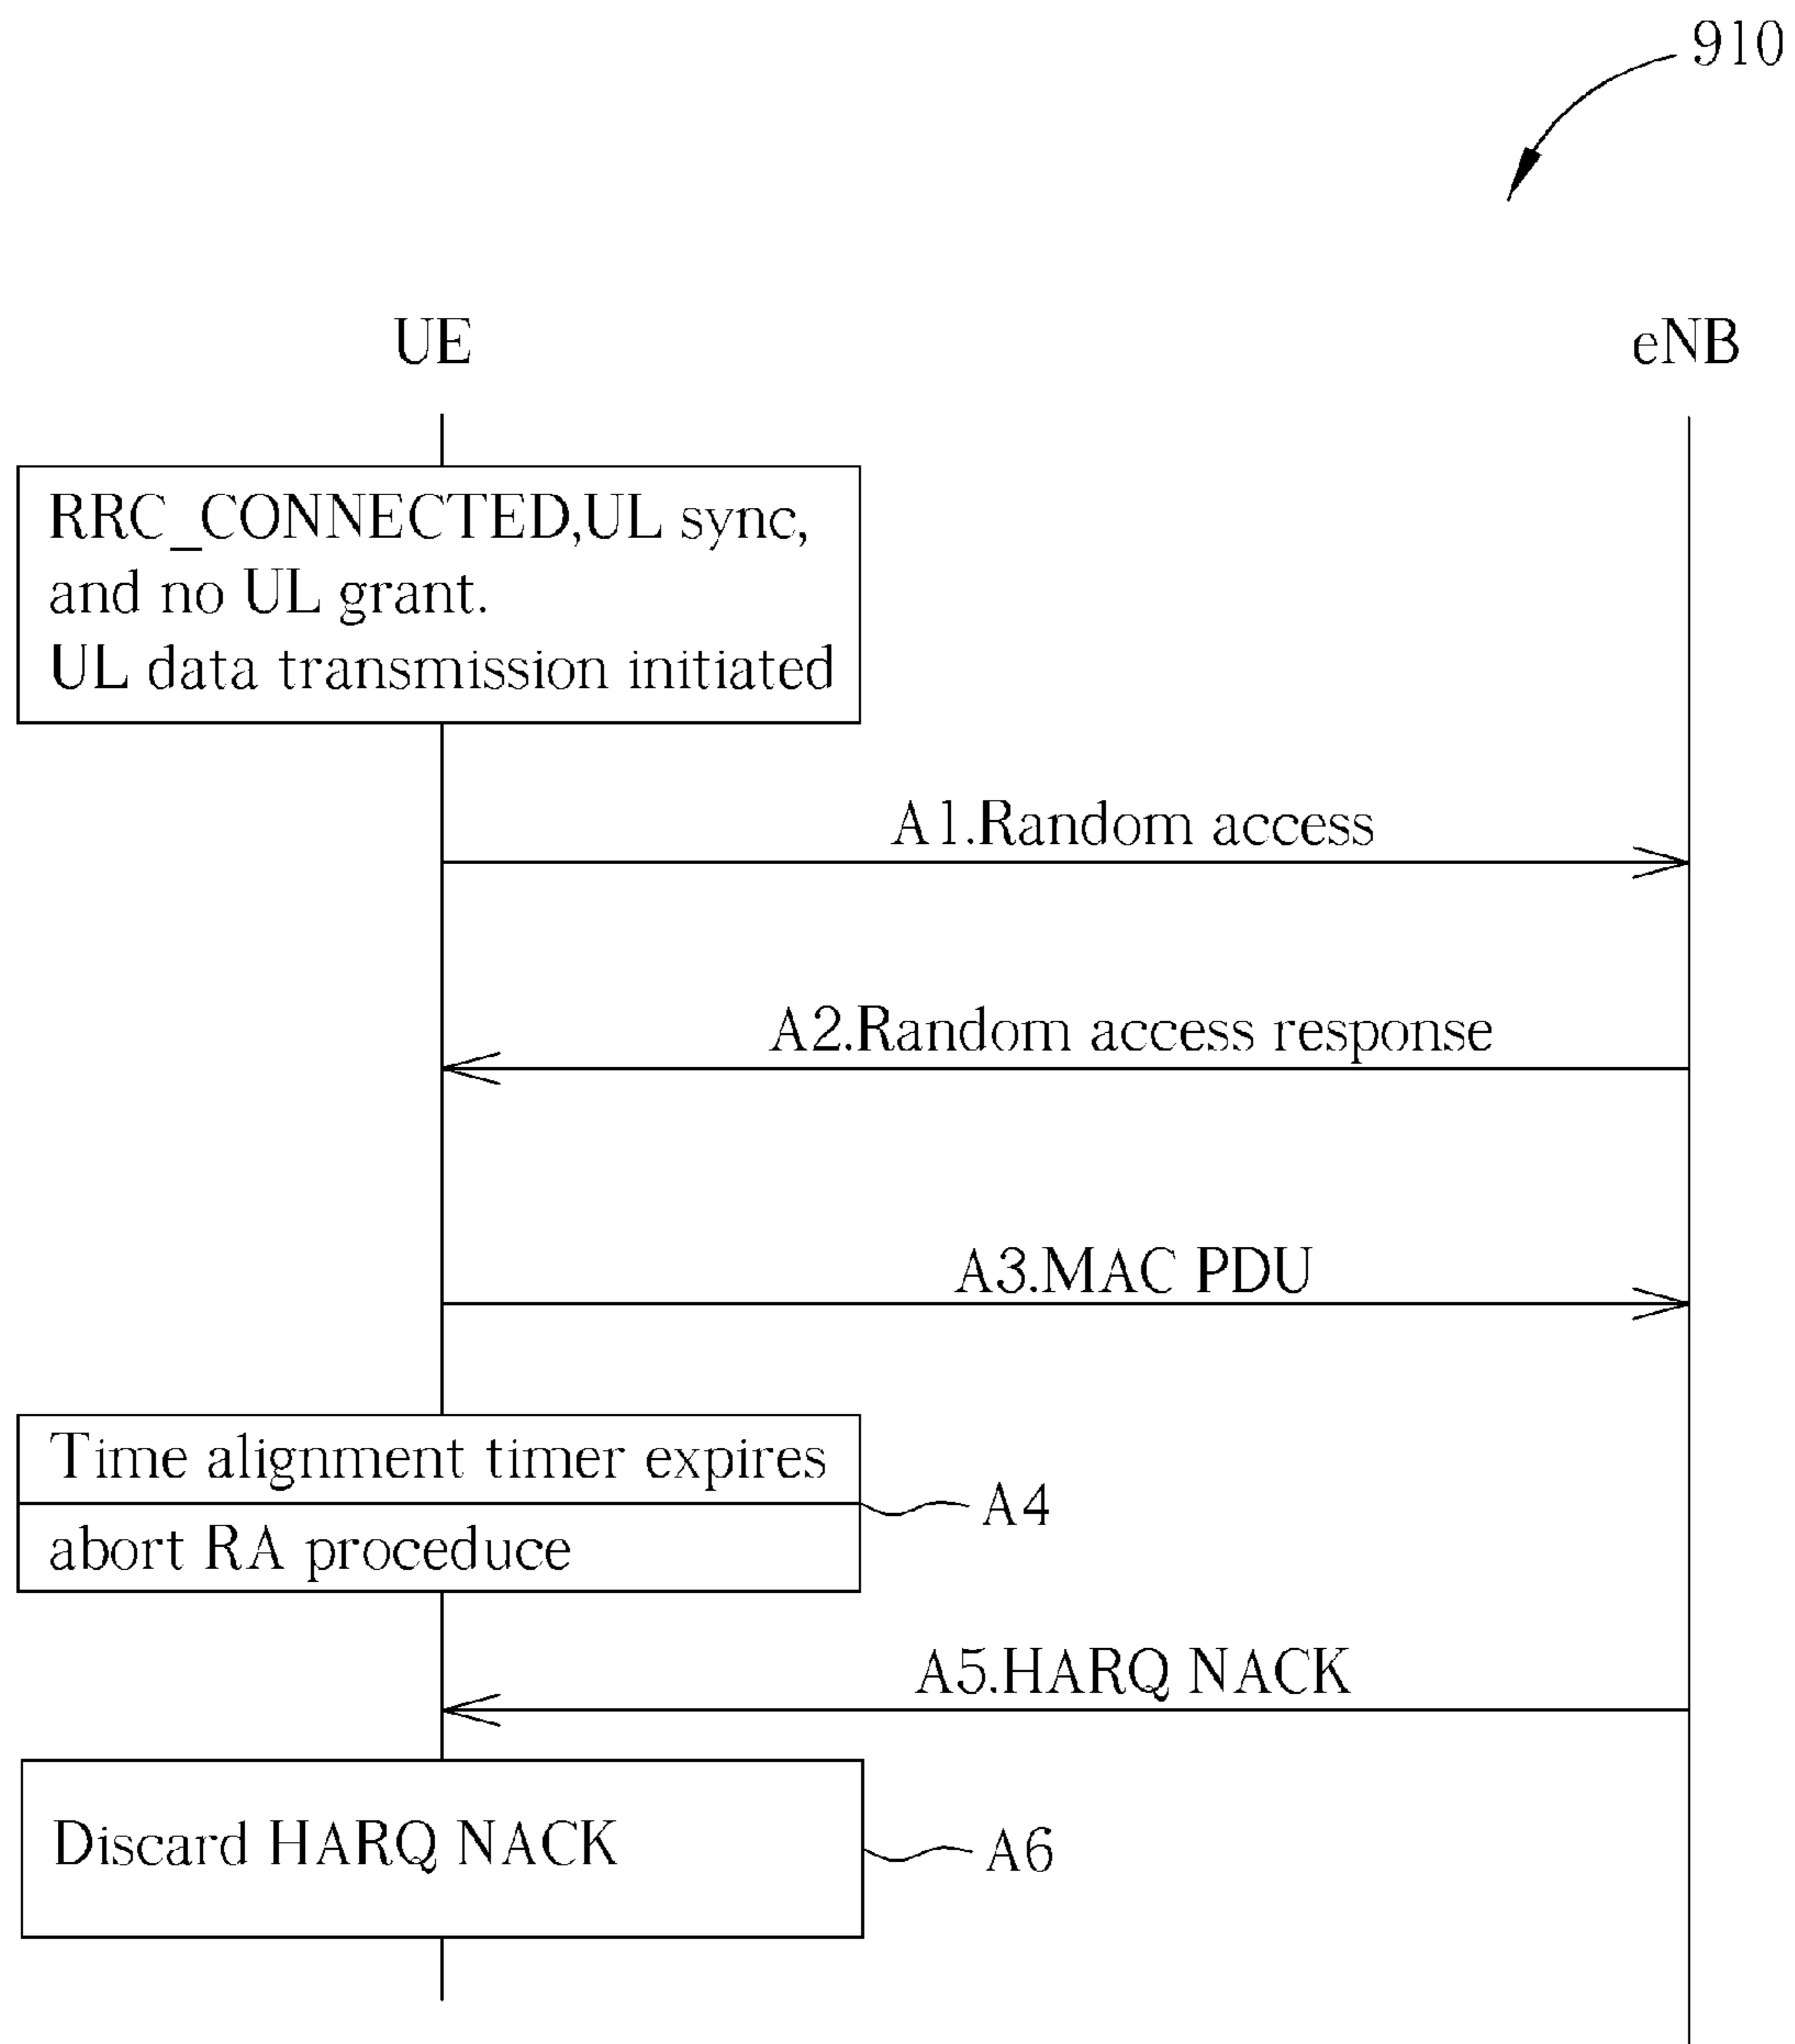 910
UE
eNB
RRC_CONNECTED,UL sync,
and no UL grant.
UL data transmission initiated
A1.Random access
A2.Random access response
A3.MAC PDU
Time alignment timer expires
A4
abort RA proceduce
A5.HARQ NACK
Discard HARQ NACK
A6